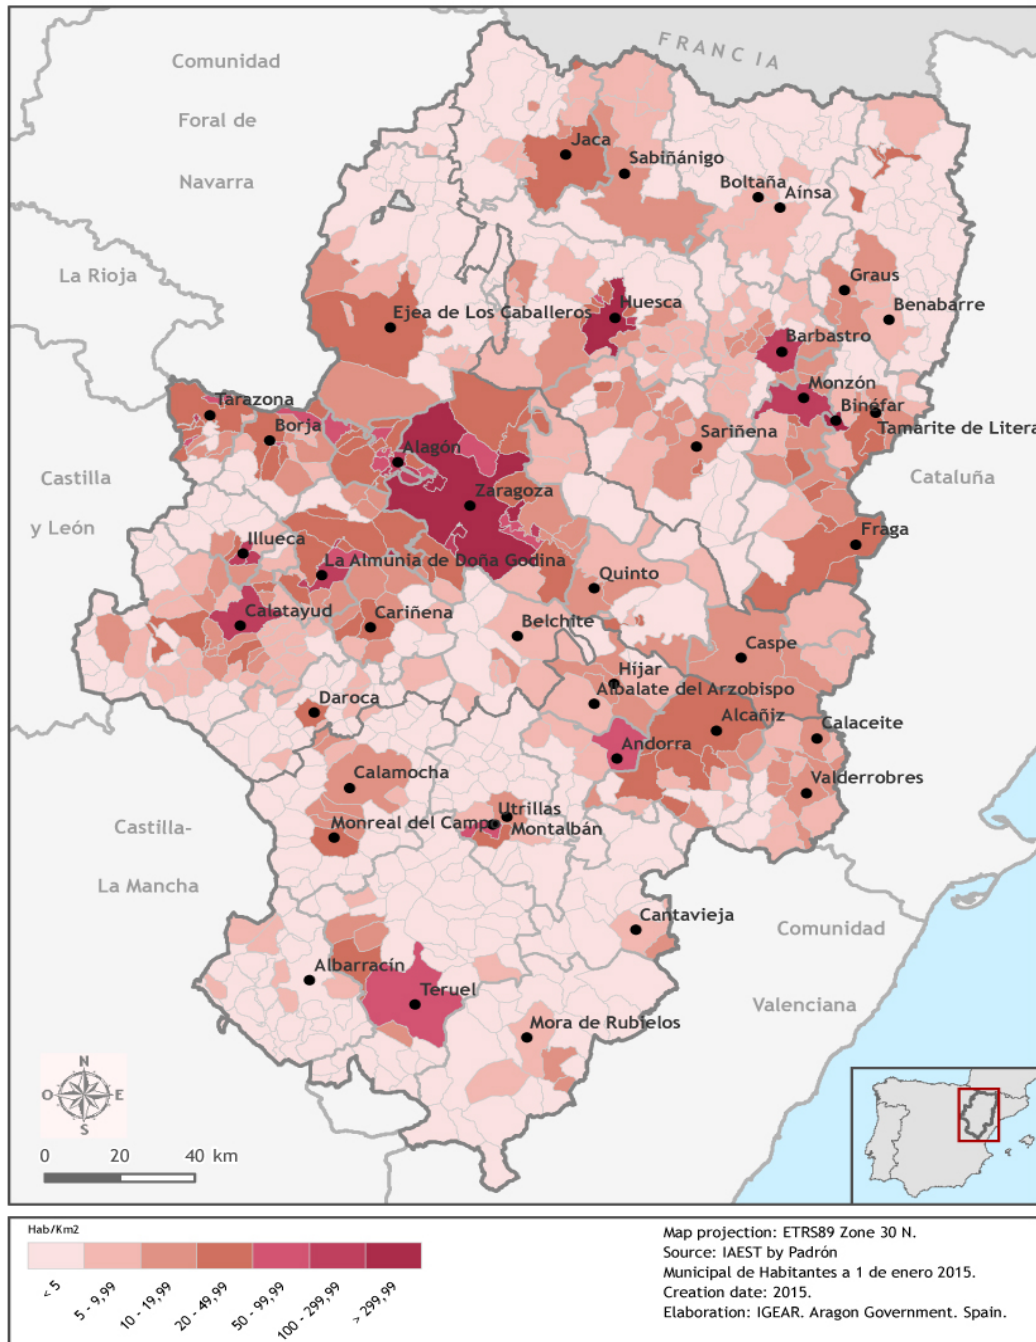 FRANCIA
Comunidad
Foral de
Navarra
Jaca
Sabiñánigo
Boltaña
Aínsa
La Rioja
Graus
Benabarre
Huesca
Ejea de Los Caballeros
Barbastro
Monzón
Binéfar
Tamarite de Litera
Tarazona
Borja
Sariñena
Alagón
Cataluña
Castilla
y León
Zaragoza
Fraga
Illueca
La Almunia de Doña Godina
Quinto
Calatayud
Cariñena
Belchite
Caspe
Híjar
Albalate del Arzobispo
Daroca
Alcañiz
Calaceite
Andorra
Calamocha
Valderrobres
Utrillas
Monreal del Campo
Montalbán
Castilla-
La Mancha
Cantavieja
Comunidad
Valenciana
Albarracín
Teruel
Mora de Rubielos
N
O
E
S
0 20 40 km
Hab/Km2
< 5
5 - 9,99
10 - 19,99
20 - 49,99
50 - 99,99
100 - 299,99
> 299,99
Map projection: ETRS89 Zone 30 N.
Source: IAEST by Padrón
Municipal de Habitantes a 1 de enero 2015.
Creation date: 2015.
Elaboration: IGEAR. Aragon Government. Spain.